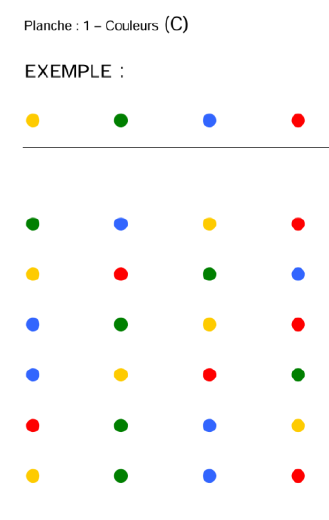 Planche : 1 – Couleurs (C)
EXEMPLE :